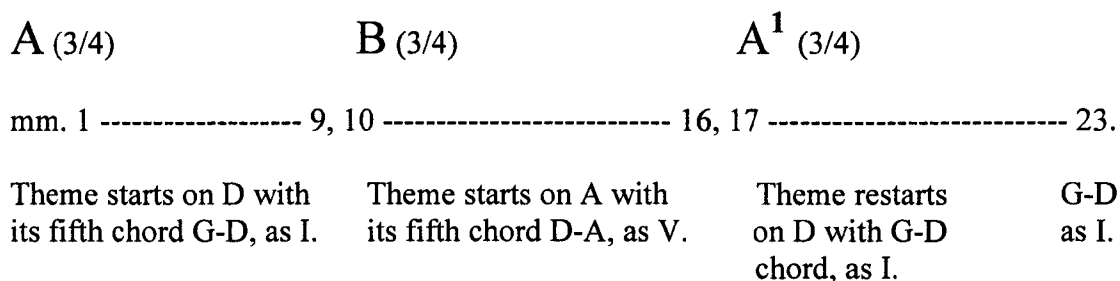 A (3/4) B (3/4) A¹ (3/4)
mm. 1 ------------------- 9, 10 --------------------------- 16, 17 ---------------------------- 23.
Theme starts on D with its fifth chord G-D, as I.
Theme starts on A with its fifth chord D-A, as V.
Theme restarts on D with G-D chord, as I.
G-D as I.